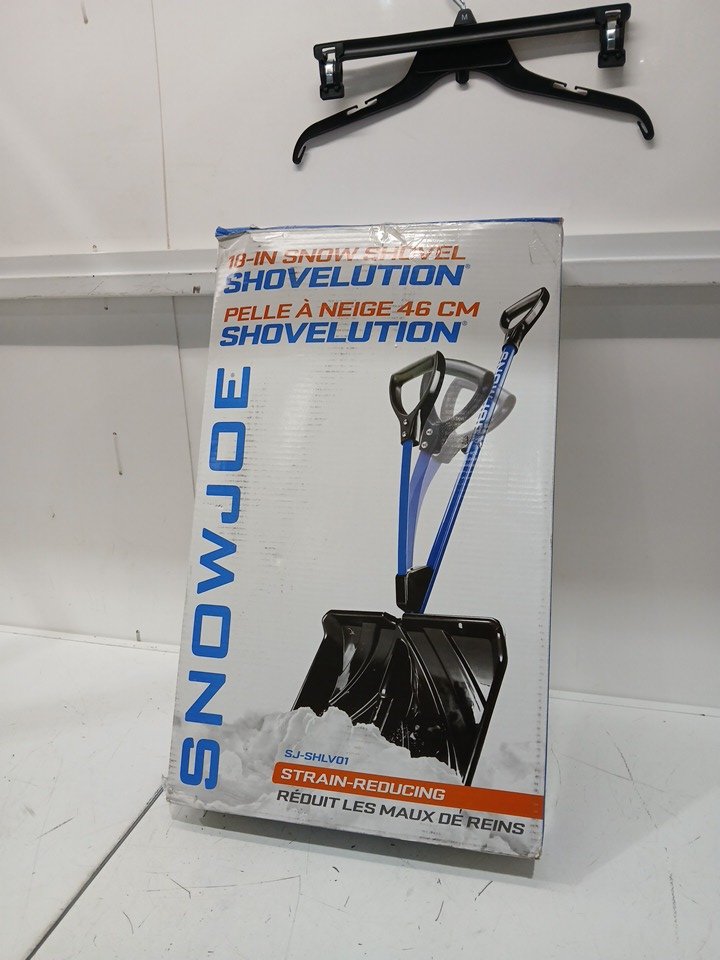 M
18-IN SNOW SHOVEL
SHOVELUTION®
PELLE À NEIGE 46 CM
SHOVELUTION®
SNOWJOE®
SJ-SHLV01
STRAIN-REDUCING
RÉDUIT LES MAUX DE REINS